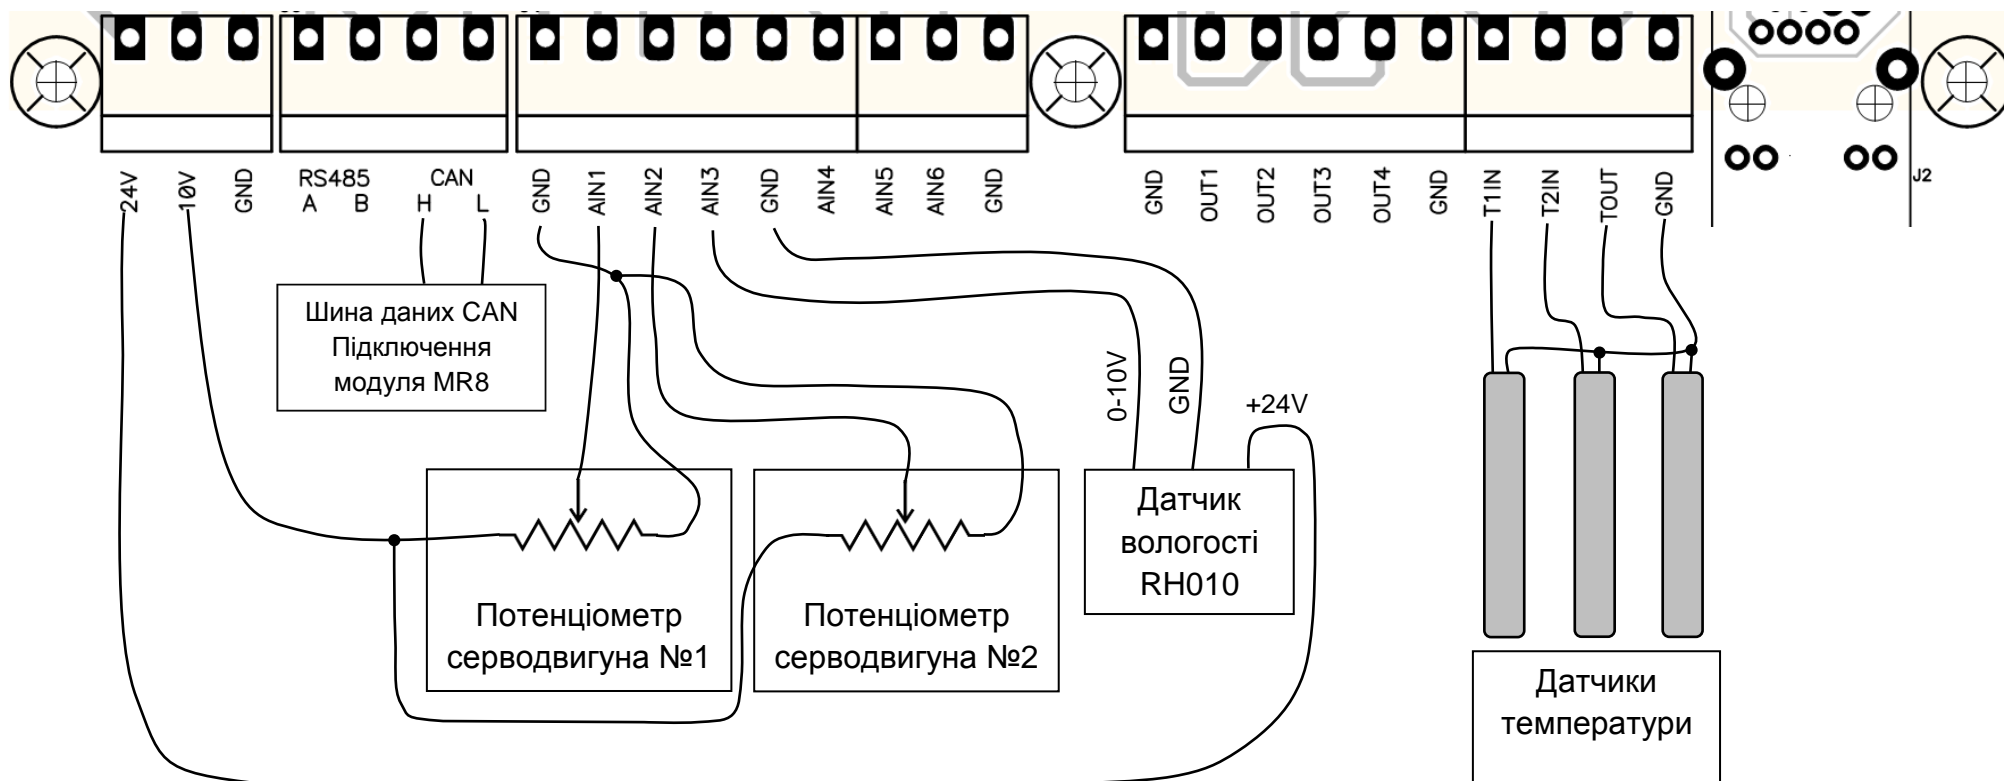 24V
10V
GND
RS485
A B
CAN
H L
GND
AIN1
AIN2
AIN3
GND
AIN4
AIN5
AIN6
GND
GND
OUT1
OUT2
OUT3
OUT4
GND
T1IN
T2IN
TOUT
GND
J2
Шина даних CAN
Підключення
модуля MR8
0-10V
GND
+24V
Потенціометр
серводвигуна №1
Потенціометр
серводвигуна №2
Датчик
вологості
RH010
Датчики
температури